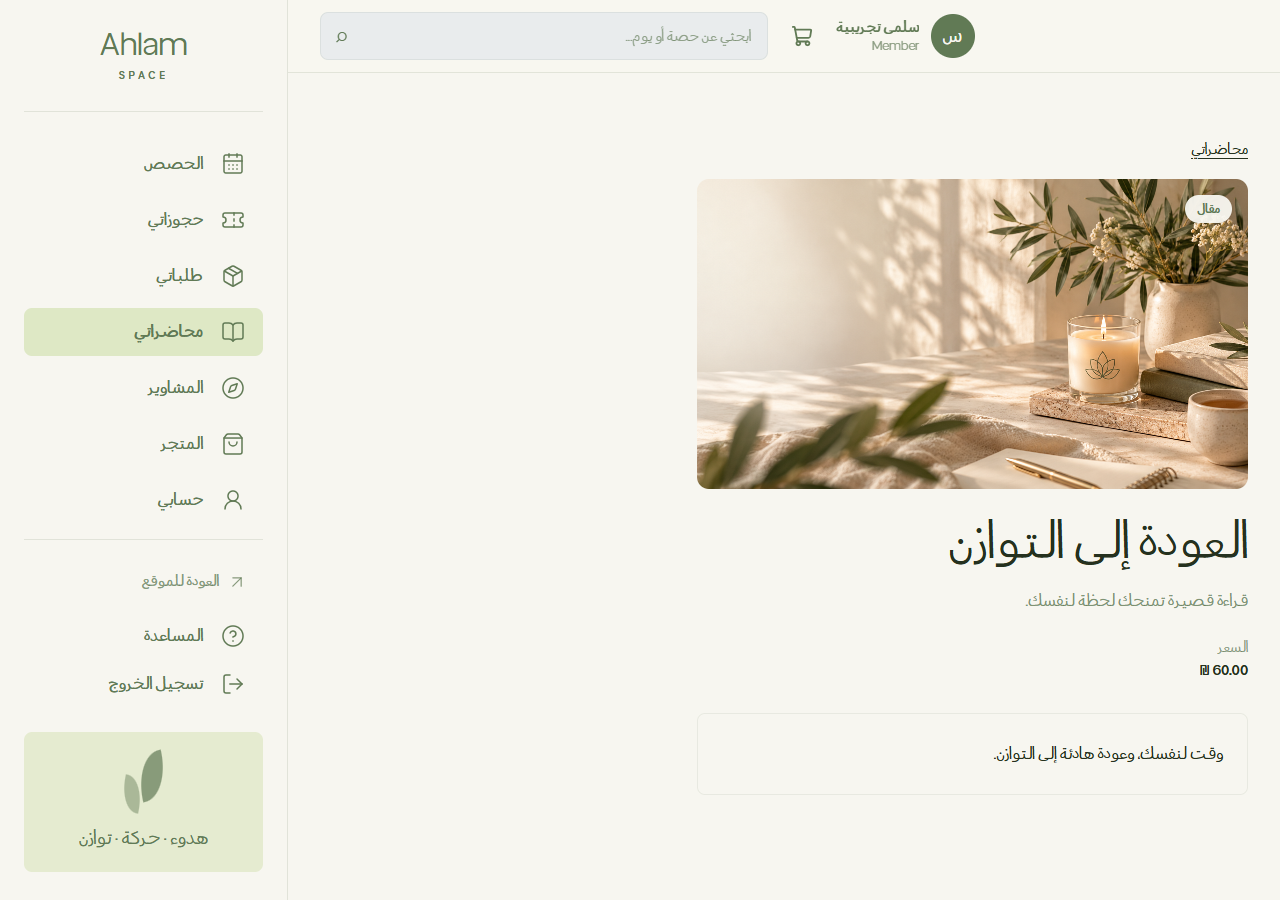 Ahlam
SPACE
الحصص
حجوزاتي
طلباتي
محاضراتي
المشاوير
المتجر
حسابي
العودة للموقع
المساعدة
تسجيل الخروج
هدوء · حركة · توازن
س
سلمى تجريبية
Member
ابحثي عن حصة أو يوم...
محاضراتي
مقال
العودة إلى التوازن
قراءة قصيرة تمنحك لحظة لنفسك.
السعر
60.00 ₪
وقت لنفسك، وعودة هادئة إلى التوازن.